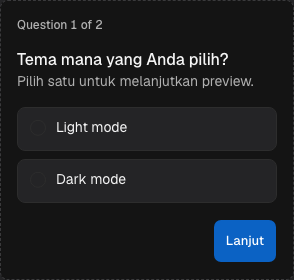 Question 1 of 2
Tema mana yang Anda pilih?
Pilih satu untuk melanjutkan preview.
Light mode
Dark mode
Lanjut